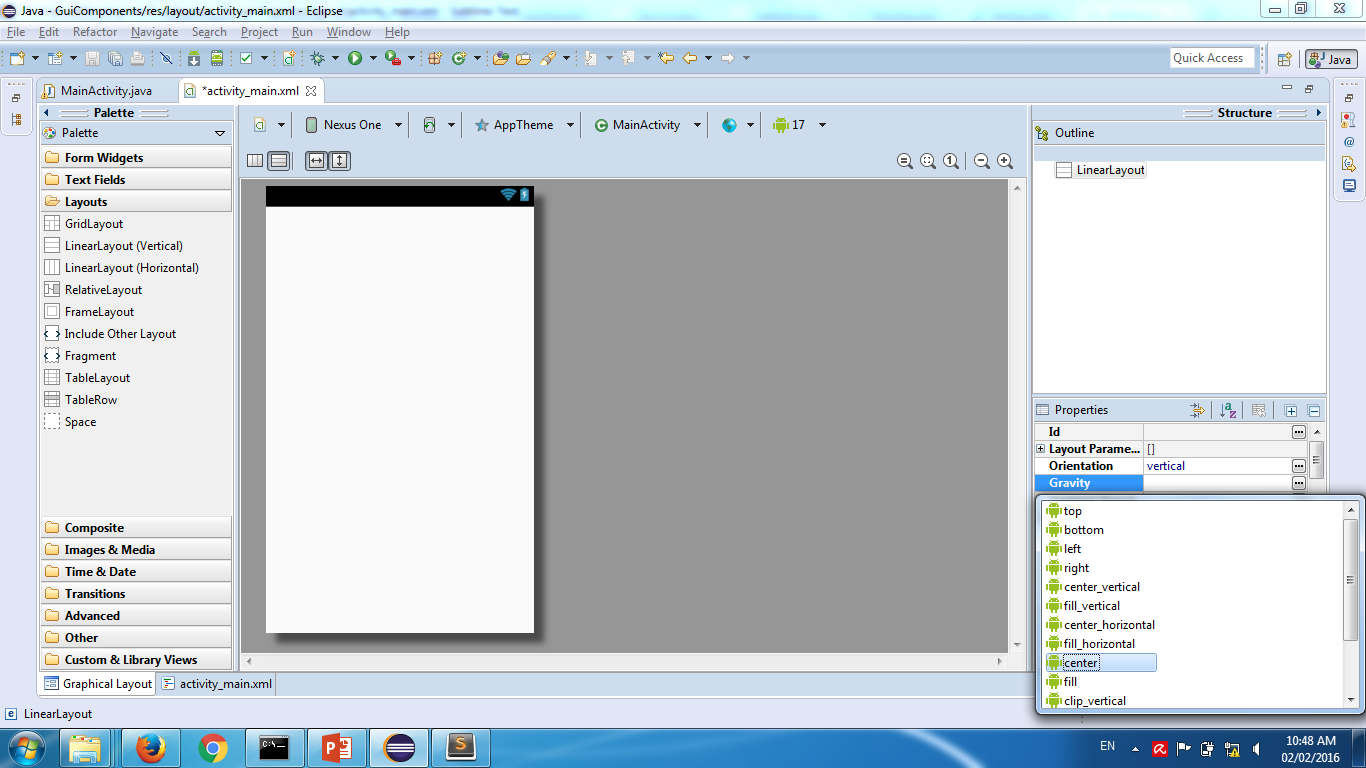 Java - GuiComponents/res/layout/activity_main.xml - Eclipse
File Edit Refactor Navigate Search Project Run Window Help
Quick Access
Java
MainActivity.java
*activity_main.xml
Palette
Palette
Form Widgets
Text Fields
Layouts
GridLayout
LinearLayout (Vertical)
LinearLayout (Horizontal)
RelativeLayout
FrameLayout
Include Other Layout
Fragment
TableLayout
TableRow
Space
Composite
Images & Media
Time & Date
Transitions
Advanced
Other
Custom & Library Views
Nexus One
AppTheme
MainActivity
17
Structure
Outline
LinearLayout
Properties
Id
Layout Parame... []
Orientation vertical
Gravity
top
bottom
left
right
center_vertical
fill_vertical
center_horizontal
fill_horizontal
center
fill
clip_vertical
Graphical Layout
activity_main.xml
LinearLayout
EN
10:48 AM
02/02/2016